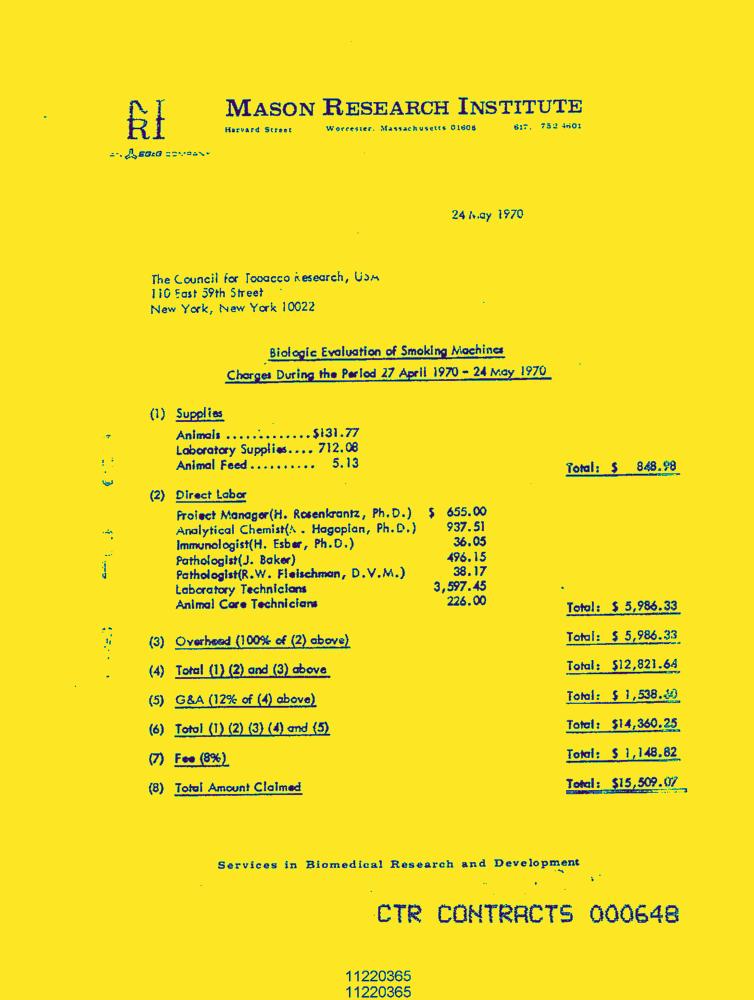 MRI
MASON RESEARCH INSTITUTE
Harvard Street Worcester, Massachusetts 01608 617, 752 4601
AN EG&G COMPANY
24 May 1970
The Council for Tobacco Research, USA
110 East 59th Street
New York, New York 10022
Biologic Evaluation of Smoking Machines
Charges During the Period 27 April 1970 - 24 May 1970
(1) Supplies
Animals .............$131.77
Laboratory Supplies.... 712.08
Animal Feed.......... 5.13
Total: $ 848.98
(2) Direct Labor
Project Manager(H. Rosenkrantz, Ph.D.) $ 655.00
Analytical Chemist( . Hagopian, Ph.D.) 937.51
Immunologist(H. Esber, Ph.D.) 36.05
Pathologist(J. Baker) 496.15
Pathologist(R.W. Fleischman, D.V.M.) 38.17
Laboratory Technicians 3,597.45
Animal Care Technicians 226.00
Total: $ 5,986.33
(3) Overhead (100% of (2) above) Total: $ 5,986.33
(4) Total (1) (2) and (3) above Total: $12,821.64
(5) G&A (12% of (4) above) Total: $ 1,538.60
(6) Total (1) (2) (3) (4) and (5) Total: $14,360.25
(7) Fee (8%) Total: $ 1,148.82
(8) Total Amount Claimed Total: $15,509.07
Services in Biomedical Research and Development
CTR CONTRACTS 000648
11220365
11220365